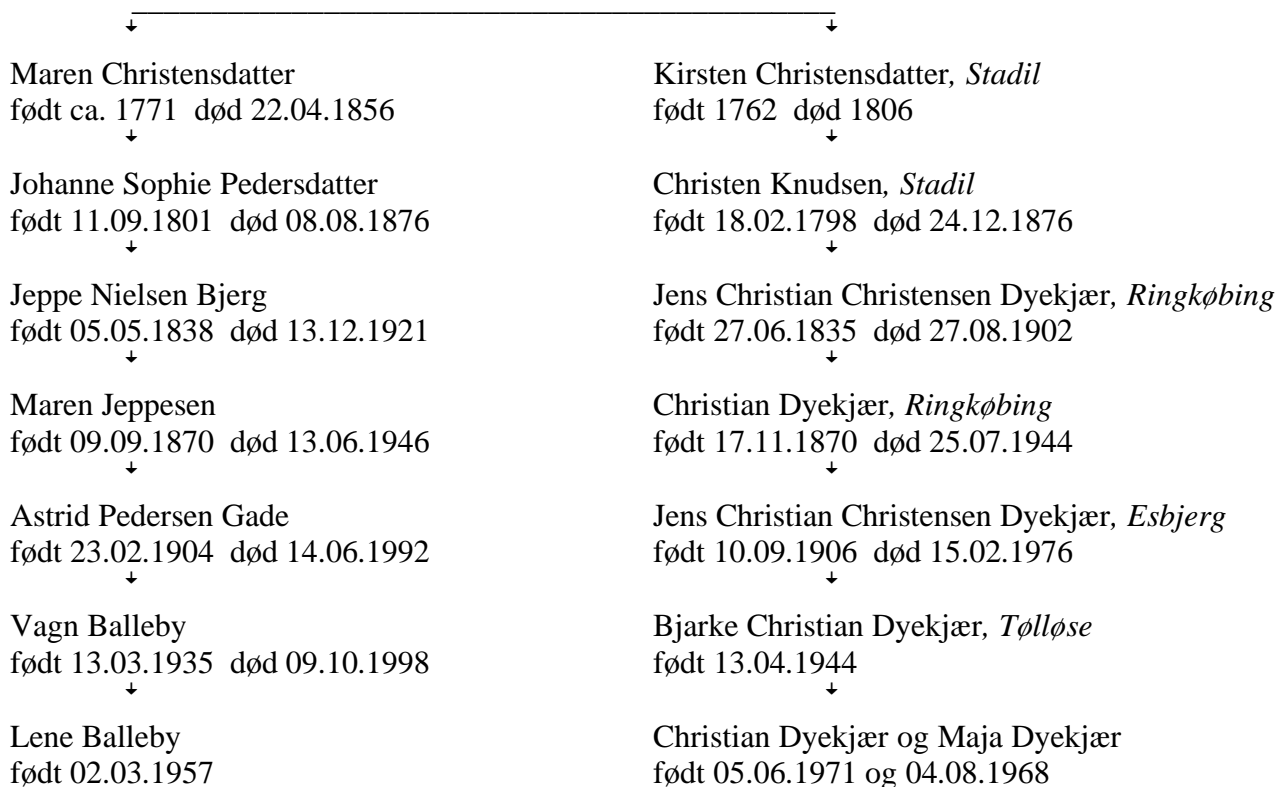 Maren Christensdatter
født ca. 1771 død 22.04.1856
Johanne Sophie Pedersdatter
født 11.09.1801 død 08.08.1876
Jeppe Nielsen Bjerg
født 05.05.1838 død 13.12.1921
Maren Jeppesen
født 09.09.1870 død 13.06.1946
Astrid Pedersen Gade
født 23.02.1904 død 14.06.1992
Vagn Balleby
født 13.03.1935 død 09.10.1998
Lene Balleby
født 02.03.1957
Kirsten Christensdatter, Stadil
født 1762 død 1806
Christen Knudsen, Stadil
født 18.02.1798 død 24.12.1876
Jens Christian Christensen Dyekjær, Ringkøbing
født 27.06.1835 død 27.08.1902
Christian Dyekjær, Ringkøbing
født 17.11.1870 død 25.07.1944
Jens Christian Christensen Dyekjær, Esbjerg
født 10.09.1906 død 15.02.1976
Bjarke Christian Dyekjær, Tølløse
født 13.04.1944
Christian Dyekjær og Maja Dyekjær
født 05.06.1971 og 04.08.1968